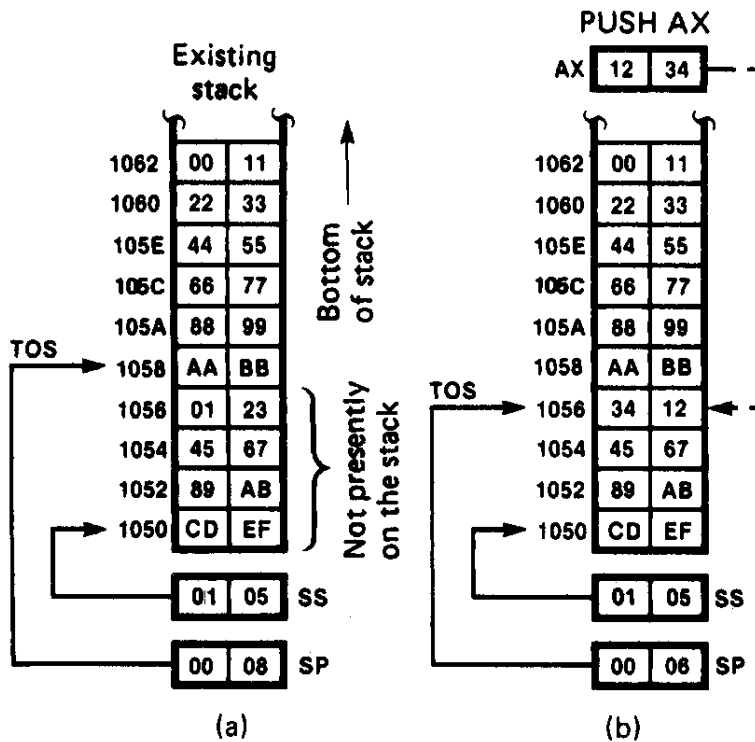 Existing
stack
1062 00 11
1060 22 33
105E 44 55
105C 66 77
105A 88 99
TOS
1058 AA BB
1056 01 23
1054 45 67
1052 89 AB
1050 CD EF
Bottom
of stack
Not presently
on the stack
01 05 SS
00 08 SP
(a)
PUSH AX
AX 12 34
1062 00 11
1060 22 33
105E 44 55
105C 66 77
105A 88 99
1058 AA BB
TOS
1056 34 12
1054 45 67
1052 89 AB
1050 CD EF
01 05 SS
00 06 SP
(b)